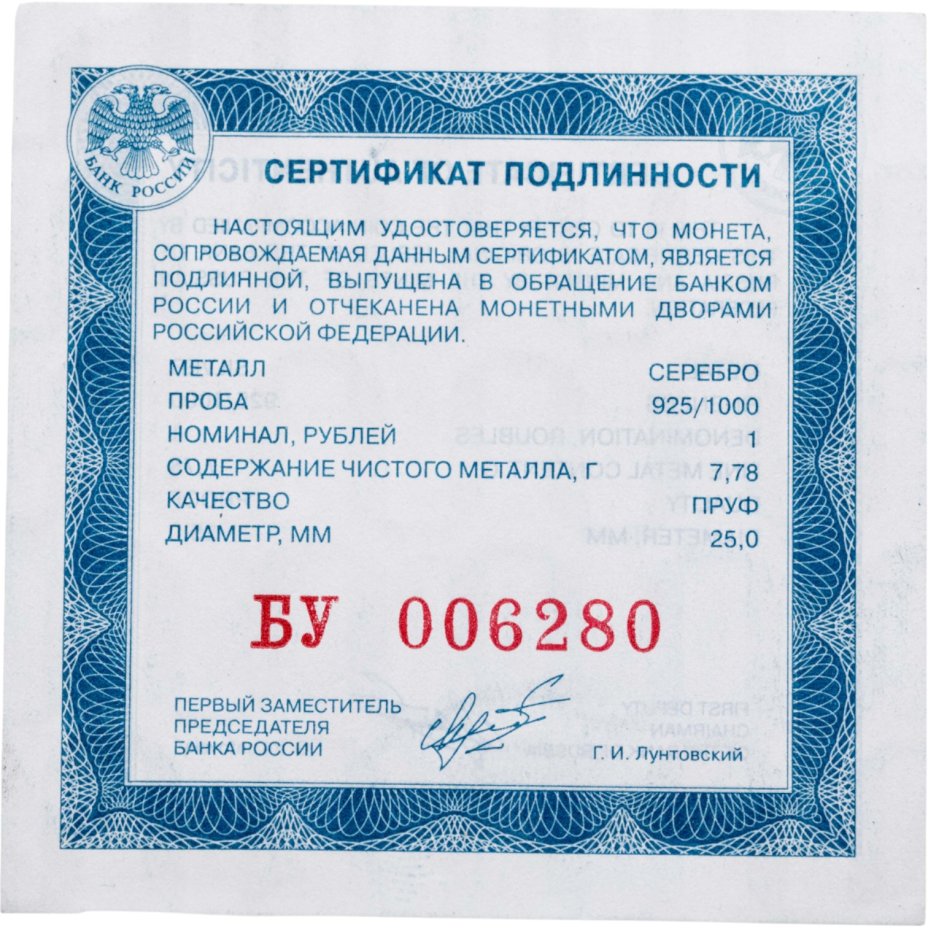 БАНК РОССИИ
СЕРТИФИКАТ ПОДЛИННОСТИ
НАСТОЯЩИМ УДОСТОВЕРЯЕТСЯ, ЧТО МОНЕТА,
СОПРОВОЖДАЕМАЯ ДАННЫМ СЕРТИФИКАТОМ, ЯВЛЯЕТСЯ
ПОДЛИННОЙ, ВЫПУЩЕНА В ОБРАЩЕНИЕ БАНКОМ
РОССИИ И ОТЧЕКАНЕНА МОНЕТНЫМИ ДВОРАМИ
РОССИЙСКОЙ ФЕДЕРАЦИИ.
МЕТАЛЛ СЕРЕБРО
ПРОБА 925/1000
НОМИНАЛ, РУБЛЕЙ 1
СОДЕРЖАНИЕ ЧИСТОГО МЕТАЛЛА, Г 7,78
КАЧЕСТВО ПРУФ
ДИАМЕТР, ММ 25,0
БУ 006280
ПЕРВЫЙ ЗАМЕСТИТЕЛЬ
ПРЕДСЕДАТЕЛЯ
БАНКА РОССИИ
Г. И. Лунтовский